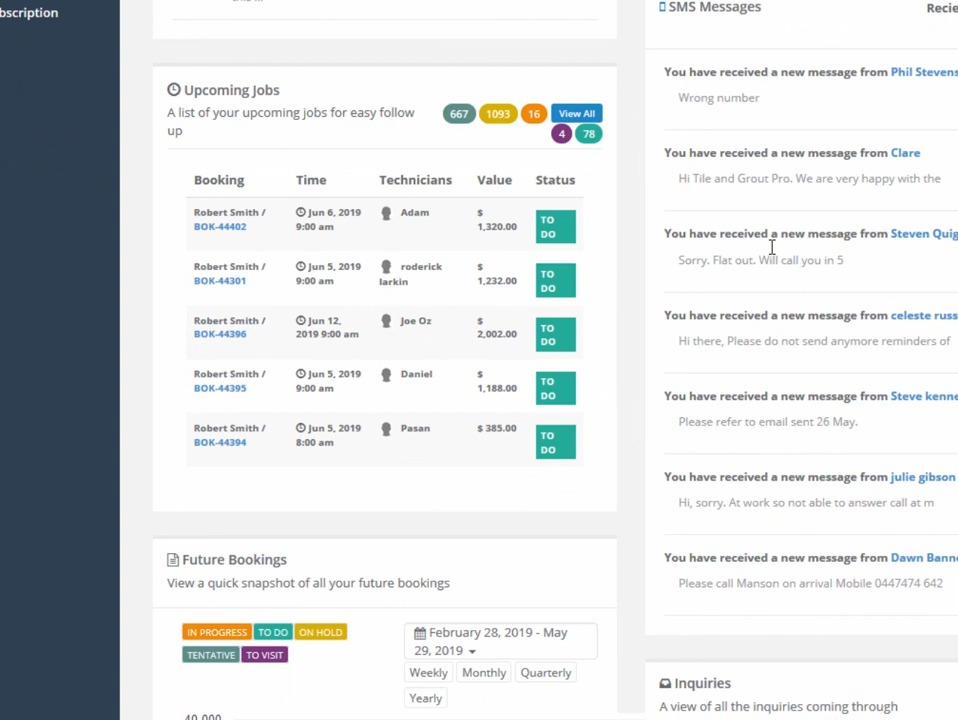 bscription
Upcoming Jobs
A list of your upcoming jobs for easy follow
up
667 1093 16 View All
4 78
Booking Time Technicians Value Status
Robert Smith / Jun 6, 2019 Adam $ TO
BOK-44402 9:00 am 1,320.00 DO
Robert Smith / Jun 5, 2019 roderick $ TO
BOK-44301 9:00 am larkin 1,232.00 DO
Robert Smith / Jun 12, Joe Oz $ TO
BOK-44396 2019 9:00 am 2,002.00 DO
Robert Smith / Jun 5, 2019 Daniel $ TO
BOK-44395 9:00 am 1,188.00 DO
Robert Smith / Jun 5, 2019 Pasan $ 385.00 TO
BOK-44394 8:00 am DO
Future Bookings
View a quick snapshot of all your future bookings
IN PROGRESS TO DO ON HOLD
TENTATIVE TO VISIT
February 28, 2019 - May
29, 2019
Weekly Monthly Quarterly
Yearly
40,000
SMS Messages Recie
You have received a new message from Phil Stevens
Wrong number
You have received a new message from Clare
Hi Tile and Grout Pro. We are very happy with the
You have received a new message from Steven Quig
Sorry. Flat out. Will call you in 5
You have received a new message from celeste russ
Hi there, Please do not send anymore reminders of
You have received a new message from Steve kenne
Please refer to email sent 26 May.
You have received a new message from julie gibson
Hi, sorry. At work so not able to answer call at m
You have received a new message from Dawn Bann
Please call Manson on arrival Mobile 0447474 642
Inquiries
A view of all the inquiries coming through